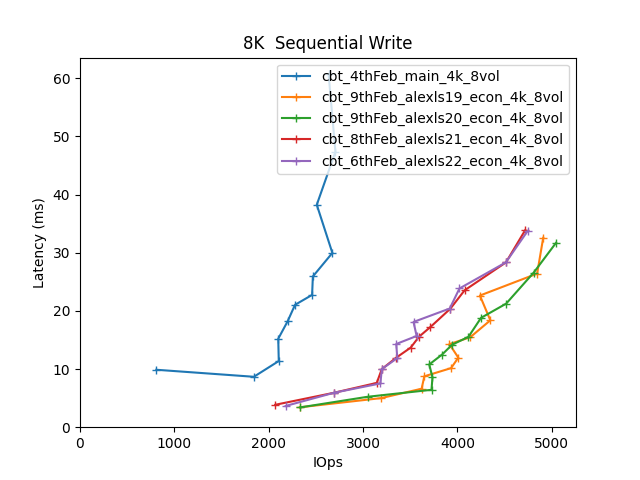 8K  Sequential Write
cbt_4thFeb_main_4k_8vol
cbt_9thFeb_alexls19_econ_4k_8vol
cbt_9thFeb_alexls20_econ_4k_8vol
cbt_8thFeb_alexls21_econ_4k_8vol
cbt_6thFeb_alexls22_econ_4k_8vol
Latency (ms)
60
50
40
30
20
10
0
0 1000 2000 3000 4000 5000
IOps